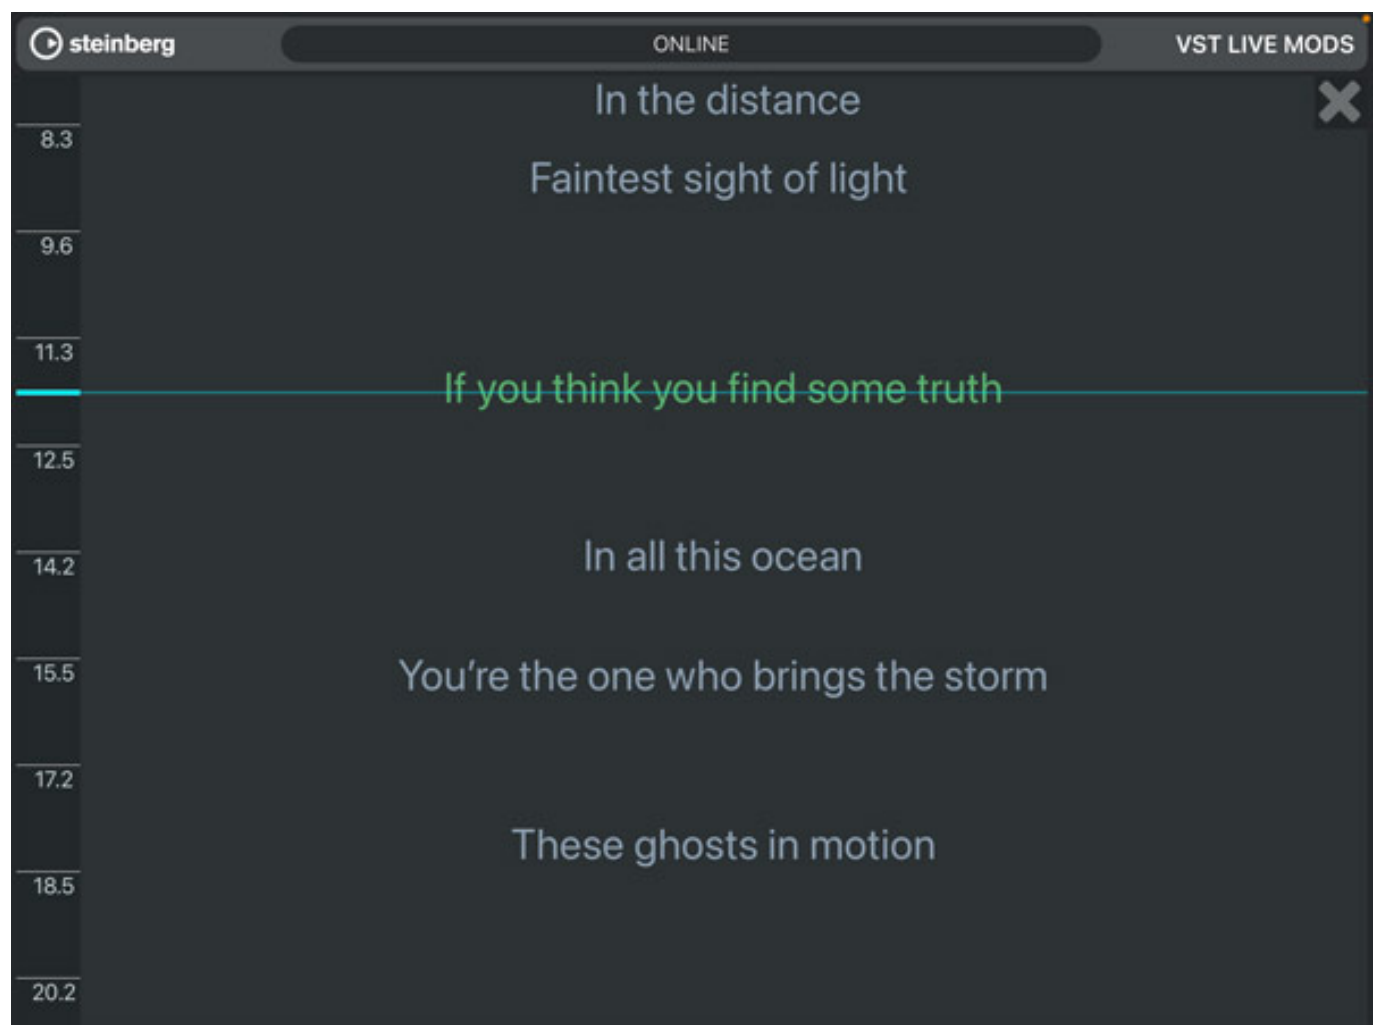 steinberg ONLINE VST LIVE MODS
In the distance
8.3
Faintest sight of light
9.6
11.3
If you think you find some truth
12.5
In all this ocean
14.2
15.5 You’re the one who brings the storm
17.2
These ghosts in motion
18.5
20.2